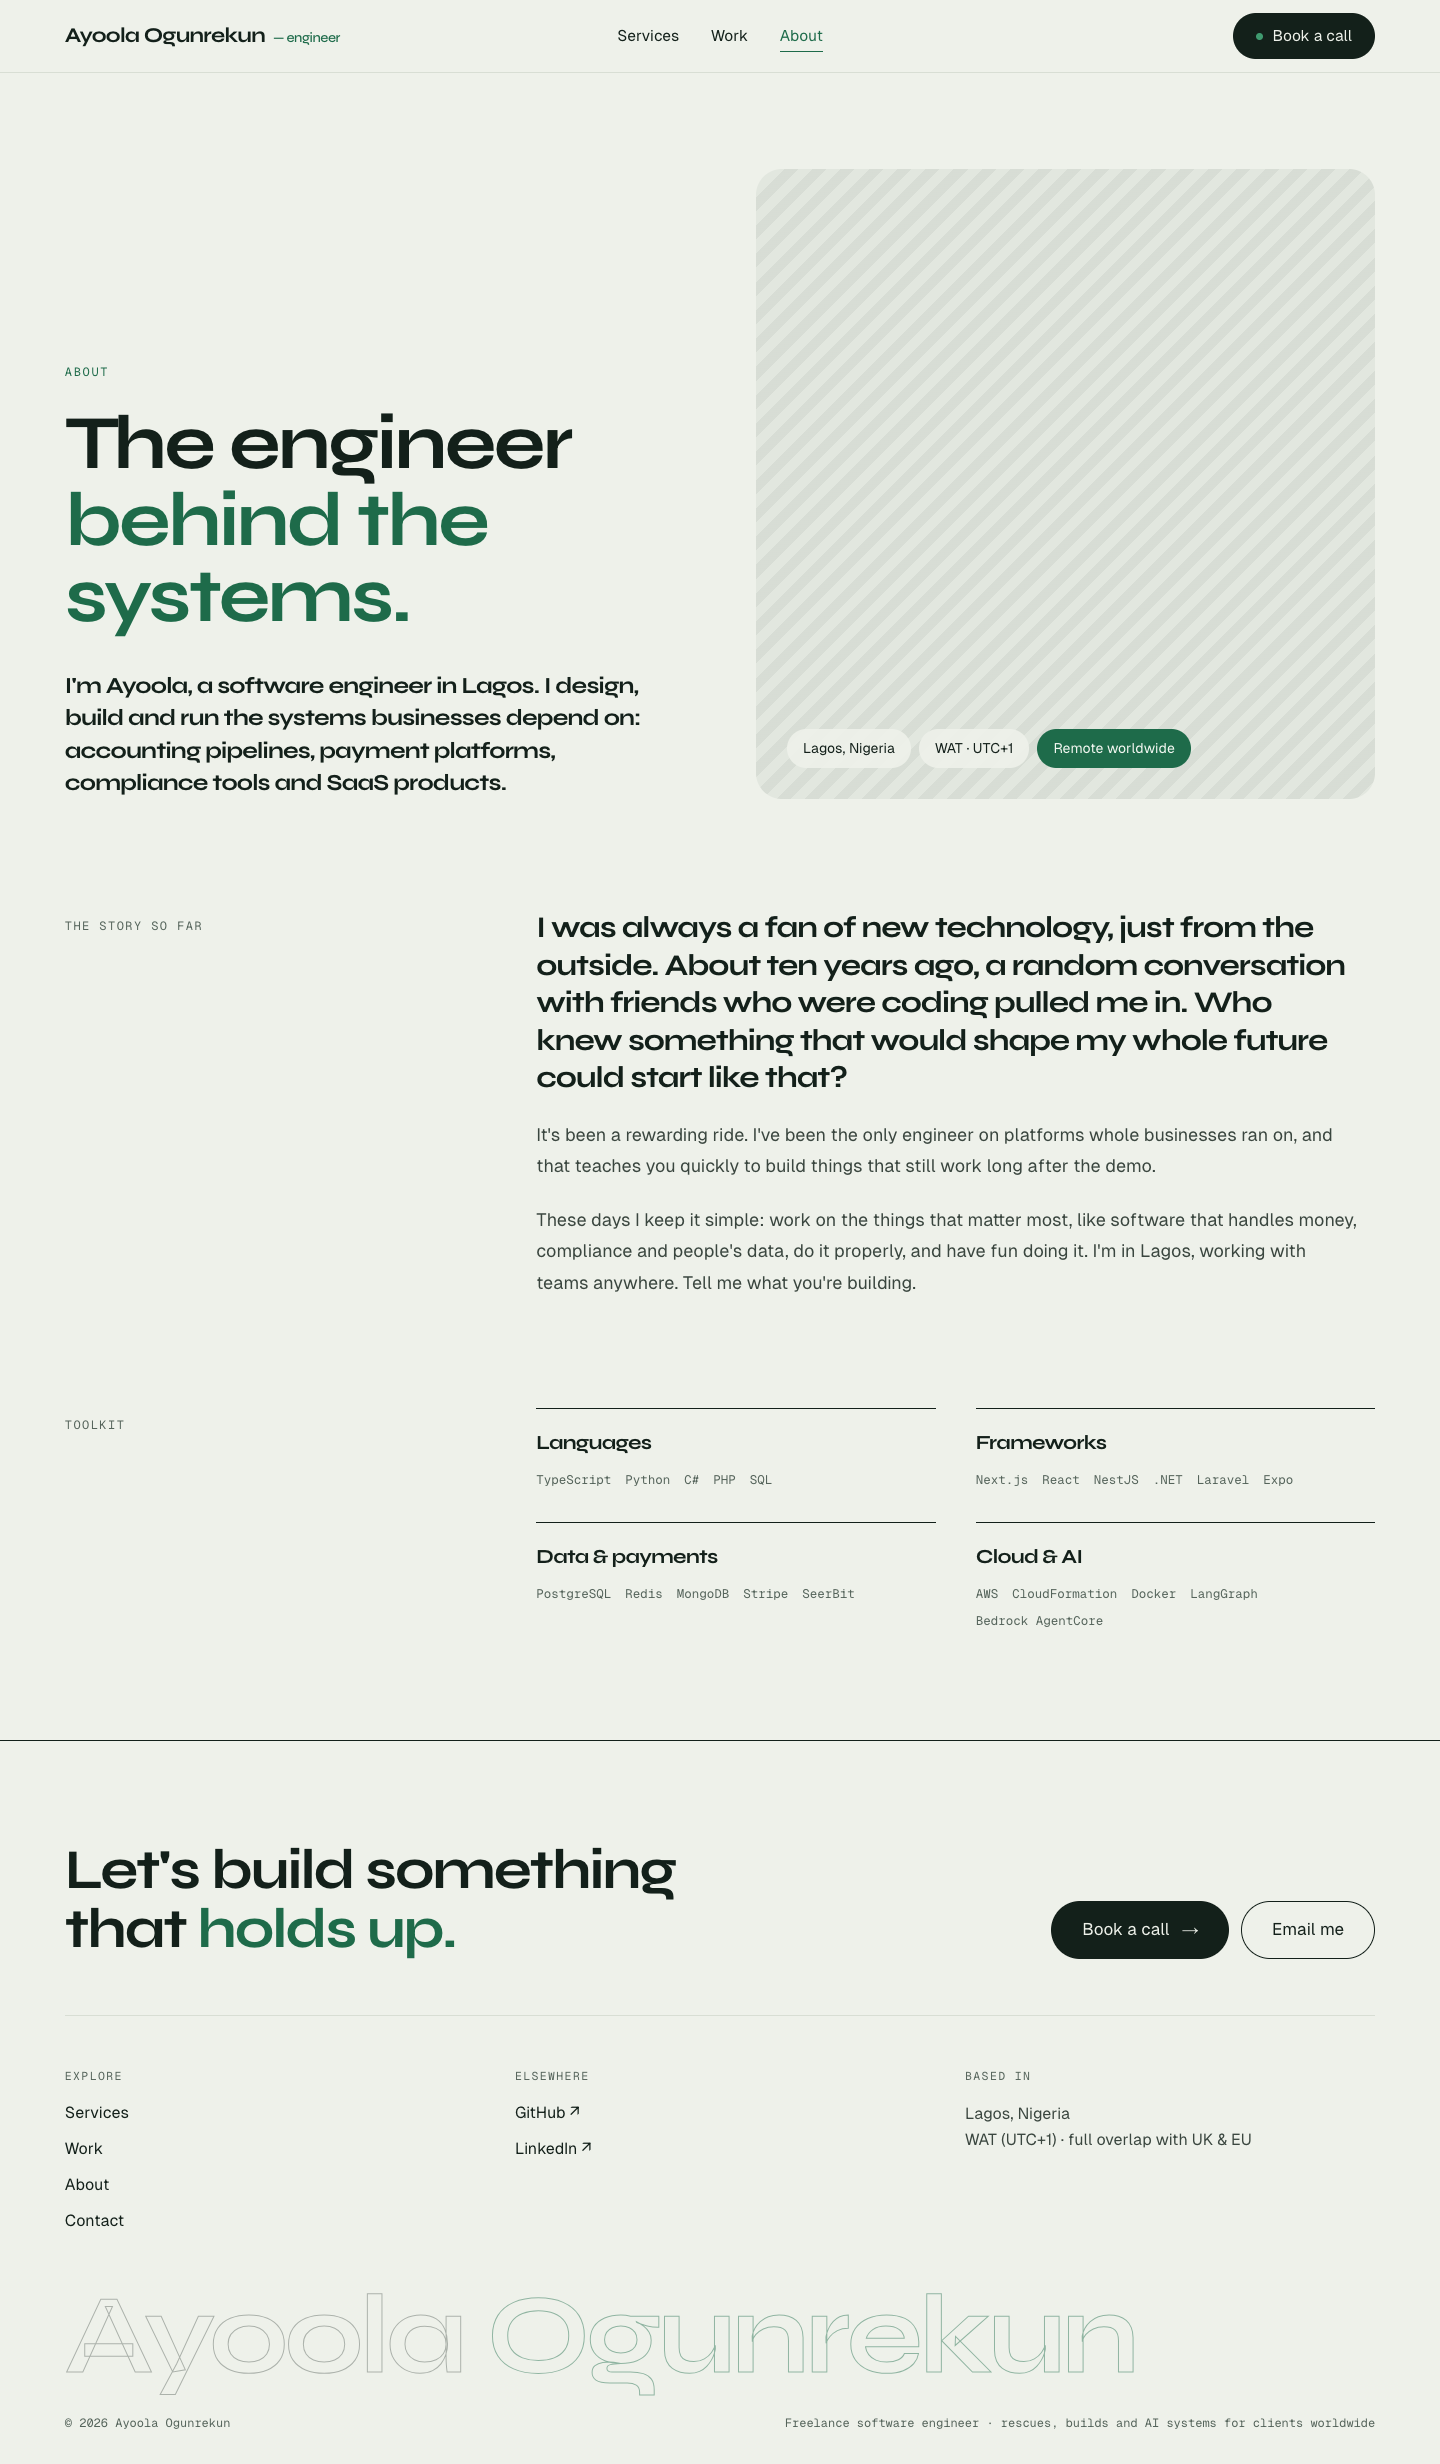 Ayoola Ogunrekun — engineer
Services Work About
Book a call
ABOUT
The engineer
behind the
systems.
I'm Ayoola, a software engineer in Lagos. I design,
build and run the systems businesses depend on:
accounting pipelines, payment platforms,
compliance tools and SaaS products.
Lagos, Nigeria WAT · UTC+1 Remote worldwide
THE STORY SO FAR
I was always a fan of new technology, just from the
outside. About ten years ago, a random conversation
with friends who were coding pulled me in. Who
knew something that would shape my whole future
could start like that?
It's been a rewarding ride. I've been the only engineer on platforms whole businesses ran on, and
that teaches you quickly to build things that still work long after the demo.
These days I keep it simple: work on the things that matter most, like software that handles money,
compliance and people's data, do it properly, and have fun doing it. I'm in Lagos, working with
teams anywhere. Tell me what you're building.
TOOLKIT
Languages
TypeScript Python C# PHP SQL
Frameworks
Next.js React NestJS .NET Laravel Expo
Data & payments
PostgreSQL Redis MongoDB Stripe SeerBit
Cloud & AI
AWS CloudFormation Docker LangGraph
Bedrock AgentCore
Let's build something
that holds up.
Book a call →
Email me
EXPLORE
Services
Work
About
Contact
ELSEWHERE
GitHub ↗
LinkedIn ↗
BASED IN
Lagos, Nigeria
WAT (UTC+1) · full overlap with UK & EU
Ayoola Ogunrekun
© 2026 Ayoola Ogunrekun
Freelance software engineer · rescues, builds and AI systems for clients worldwide